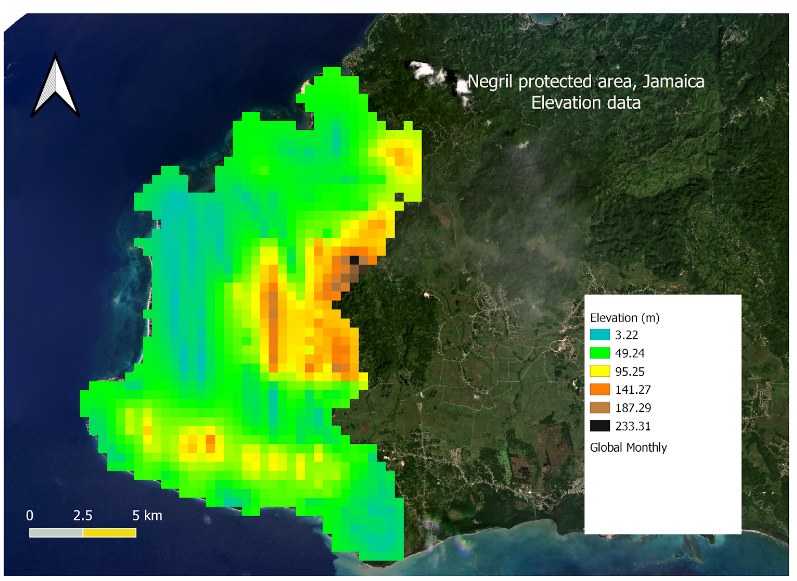 Negril protected area, Jamaica
Elevation data
Elevation (m)
3.22
49.24
95.25
141.27
187.29
233.31
Global Monthly
0 2.5 5 km